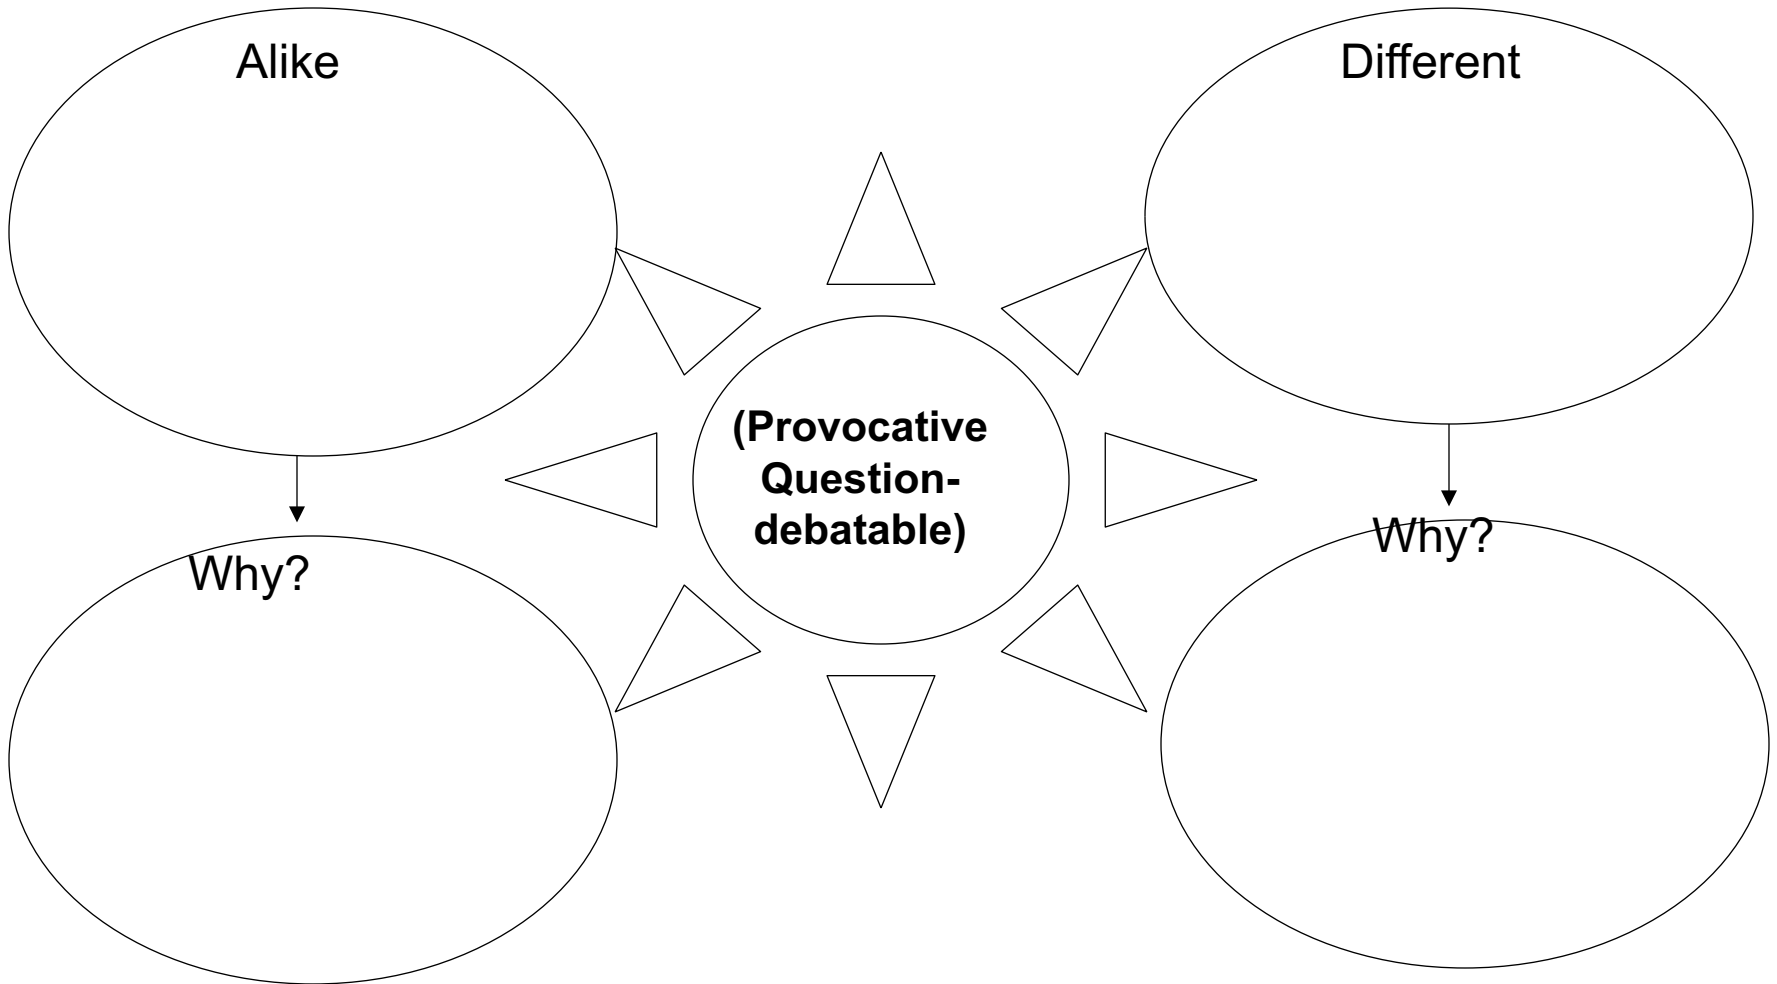 Alike
Different
(Provocative
Question-
debatable)
Why?
Why?